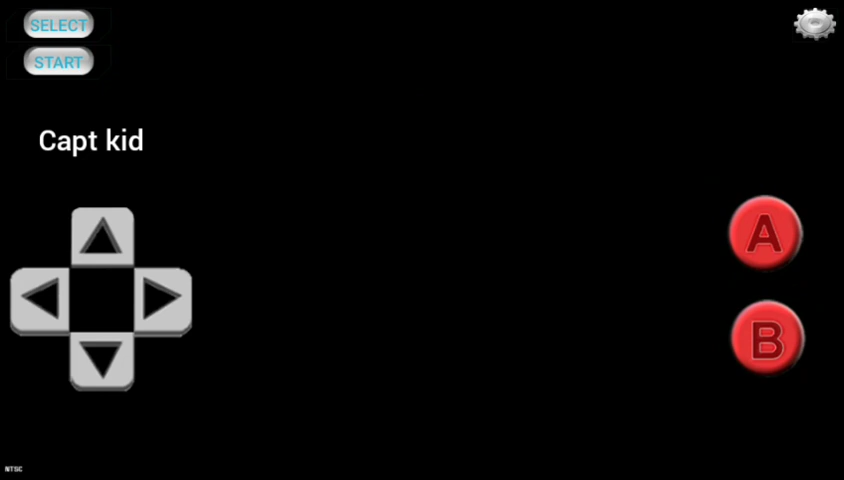 SELECT
START
Capt kid
A
B
NTSC